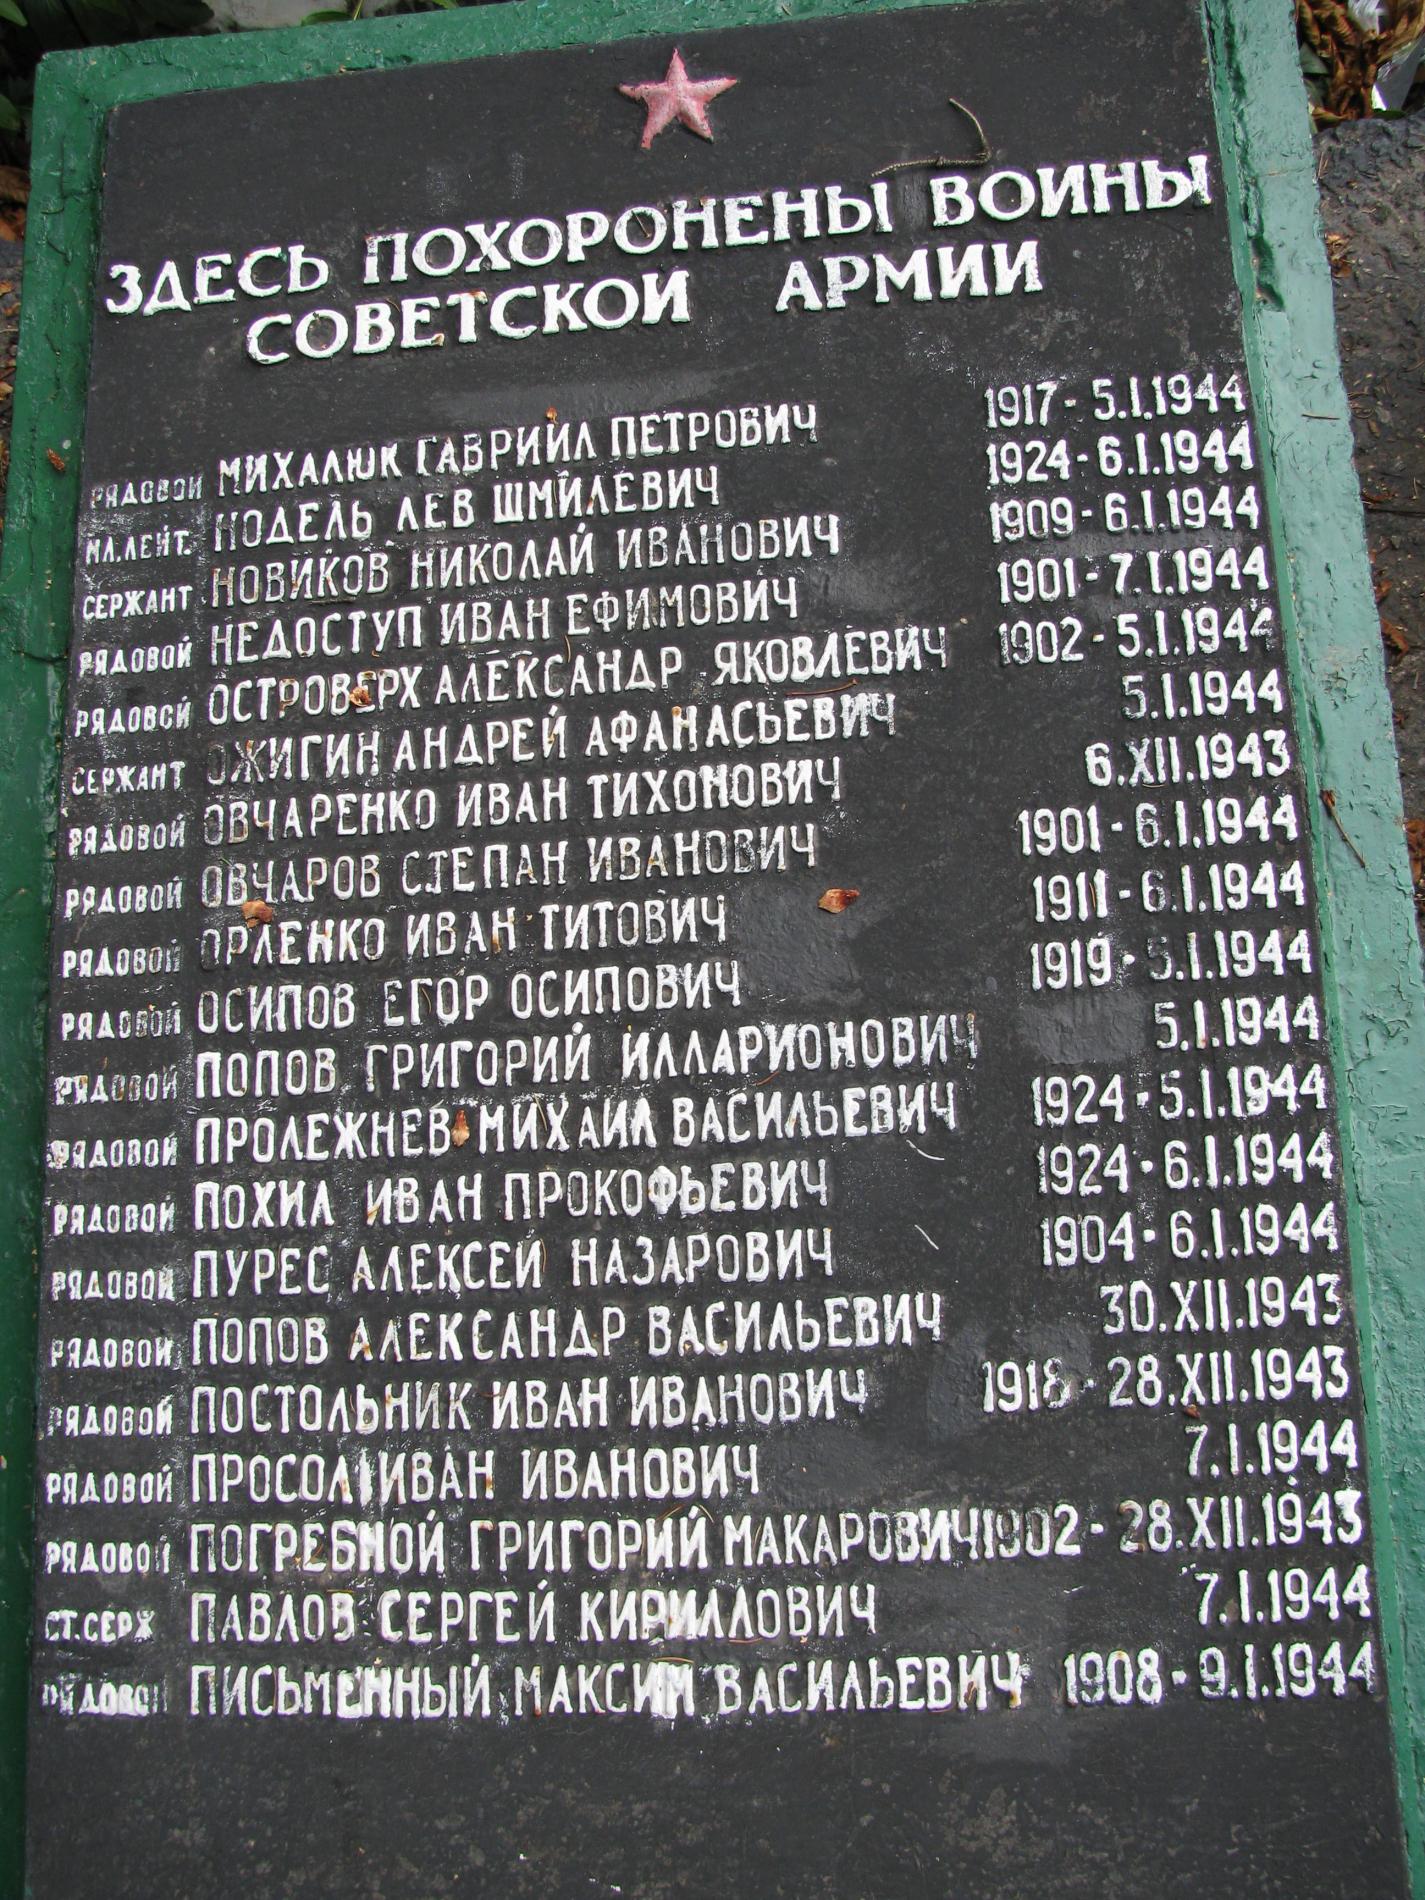 ЗДЕСЬ ПОХОРОНЕНЫ ВОИНЫ
СОВЕТСКОЙ АРМИИ
РЯДОВОЙ МИХАЛЮК ГАВРИИЛ ПЕТРОВИЧ 1917 - 5.I.1944
МЛ.ЛЕЙТ. НОДЕЛЬ ЛЕВ ШМИЛЕВИЧ 1924 - 6.I.1944
СЕРЖАНТ НОВИКОВ НИКОЛАЙ ИВАНОВИЧ 1909 - 6.I.1944
РЯДОВОЙ НЕДОСТУП ИВАН ЕФИМОВИЧ 1901 - 7.I.1944
РЯДОВОЙ ОСТРОВЕРХ АЛЕКСАНДР ЯКОВЛЕВИЧ 1902 - 5.I.1944
СЕРЖАНТ ОЖИГИН АНДРЕЙ АФАНАСЬЕВИЧ 5.I.1944
РЯДОВОЙ ОВЧАРЕНКО ИВАН ТИХОНОВИЧ 6.XII.1943
РЯДОВОЙ ОВЧАРОВ СТЕПАН ИВАНОВИЧ 1901 - 6.I.1944
РЯДОВОЙ ОРЛЕНКО ИВАН ТИТОВИЧ 1911 - 6.I.1944
РЯДОВОЙ ОСИПОВ ЕГОР ОСИПОВИЧ 1919 - 5.I.1944
РЯДОВОЙ ПОПОВ ГРИГОРИЙ ИЛЛАРИОНОВИЧ 5.I.1944
РЯДОВОЙ ПРОЛЕЖНЕВ МИХАИЛ ВАСИЛЬЕВИЧ 1924 - 5.I.1944
РЯДОВОЙ ПОХИЛ ИВАН ПРОКОФЬЕВИЧ 1924 - 6.I.1944
РЯДОВОЙ ПУРЕС АЛЕКСЕЙ НАЗАРОВИЧ 1904 - 6.I.1944
РЯДОВОЙ ПОПОВ АЛЕКСАНДР ВАСИЛЬЕВИЧ 30.XII.1943
РЯДОВОЙ ПОСТОЛЬНИК ИВАН ИВАНОВИЧ 1918 - 28.XII.1943
РЯДОВОЙ ПРОСОЛ ИВАН ИВАНОВИЧ 7.I.1944
РЯДОВОЙ ПОГРЕБНОЙ ГРИГОРИЙ МАКАРОВИЧ 1902 - 28.XII.1943
СТ.СЕРЖ ПАВЛОВ СЕРГЕЙ КИРИЛЛОВИЧ 7.I.1944
РЯДОВОЙ ПИСЬМЕННЫЙ МАКСИМ ВАСИЛЬЕВИЧ 1908 - 9.I.1944